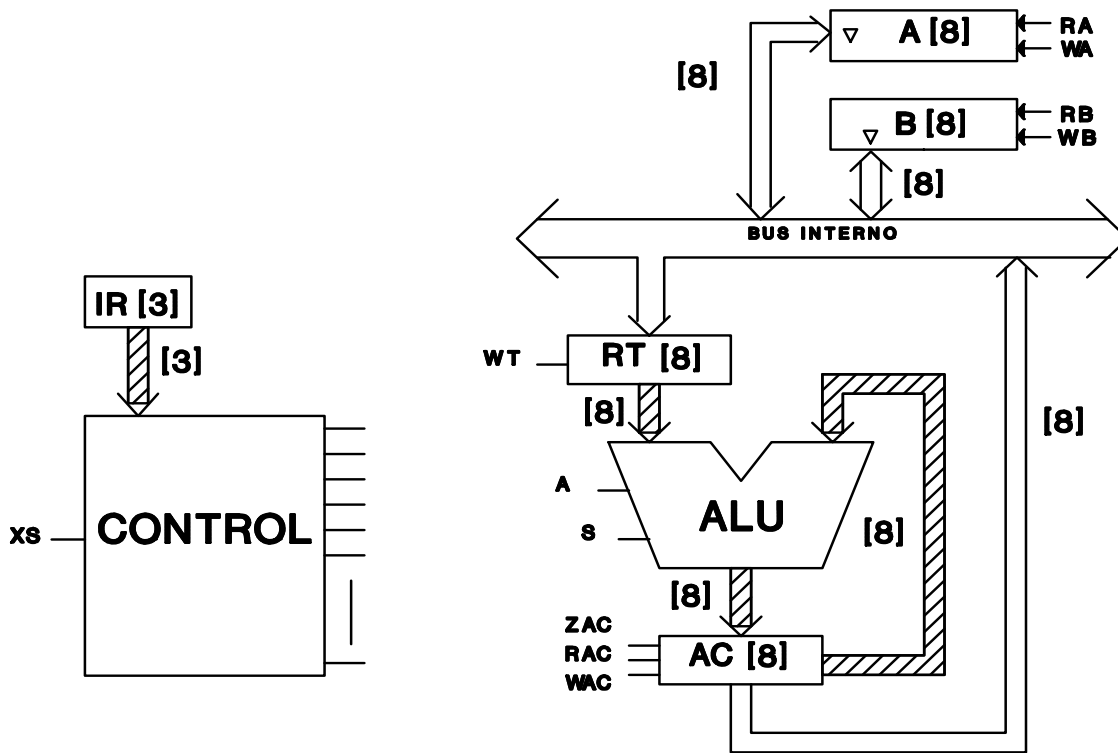 A [8]
RA
WA
[8]
B [8]
RB
WB
[8]
BUS INTERNO
IR [3]
[3]
WT
RT [8]
[8]
[8]
A
ALU
S
XS
CONTROL
[8]
[8]
ZAC
RAC
WAC
AC [8]